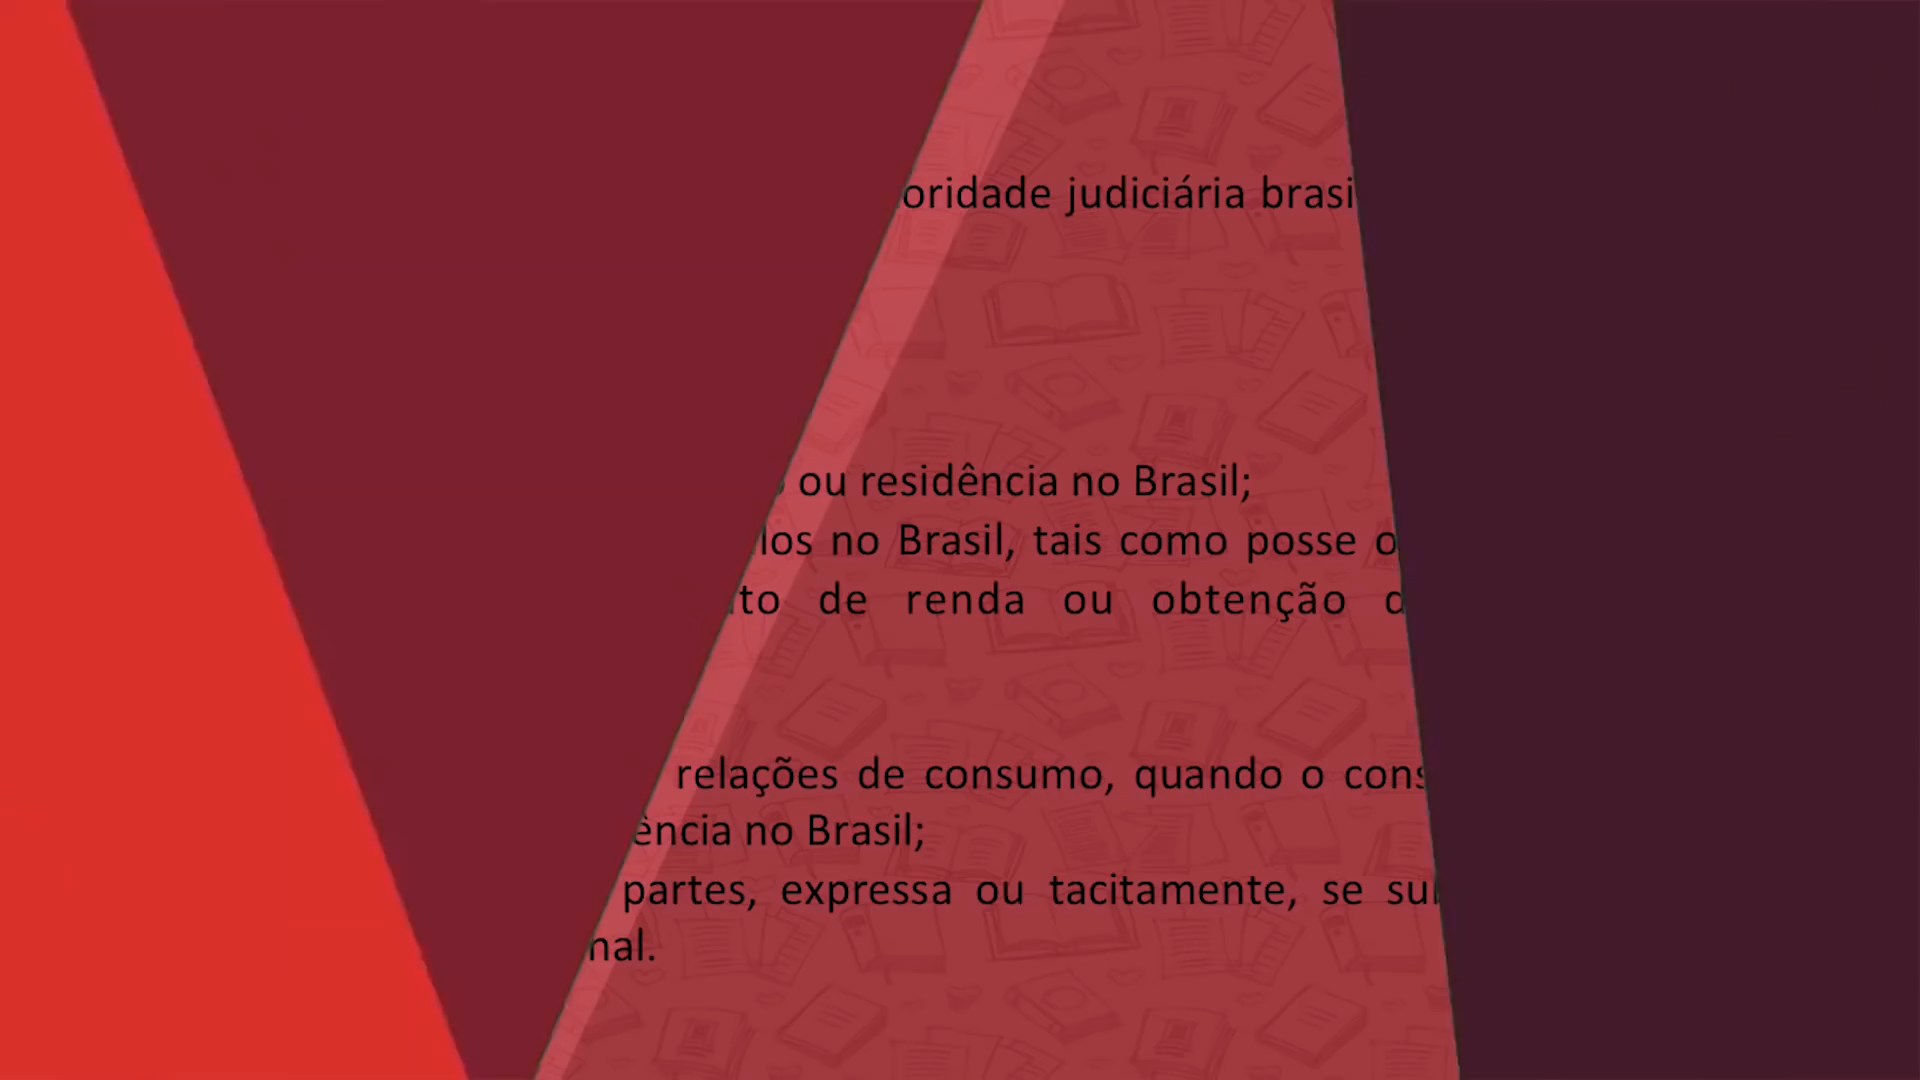 oridade judiciária brasi
ou residência no Brasil;
los no Brasil, tais como posse o
to de renda ou obtenção d
relações de consumo, quando o cons
ência no Brasil;
partes, expressa ou tacitamente, se su
nal.